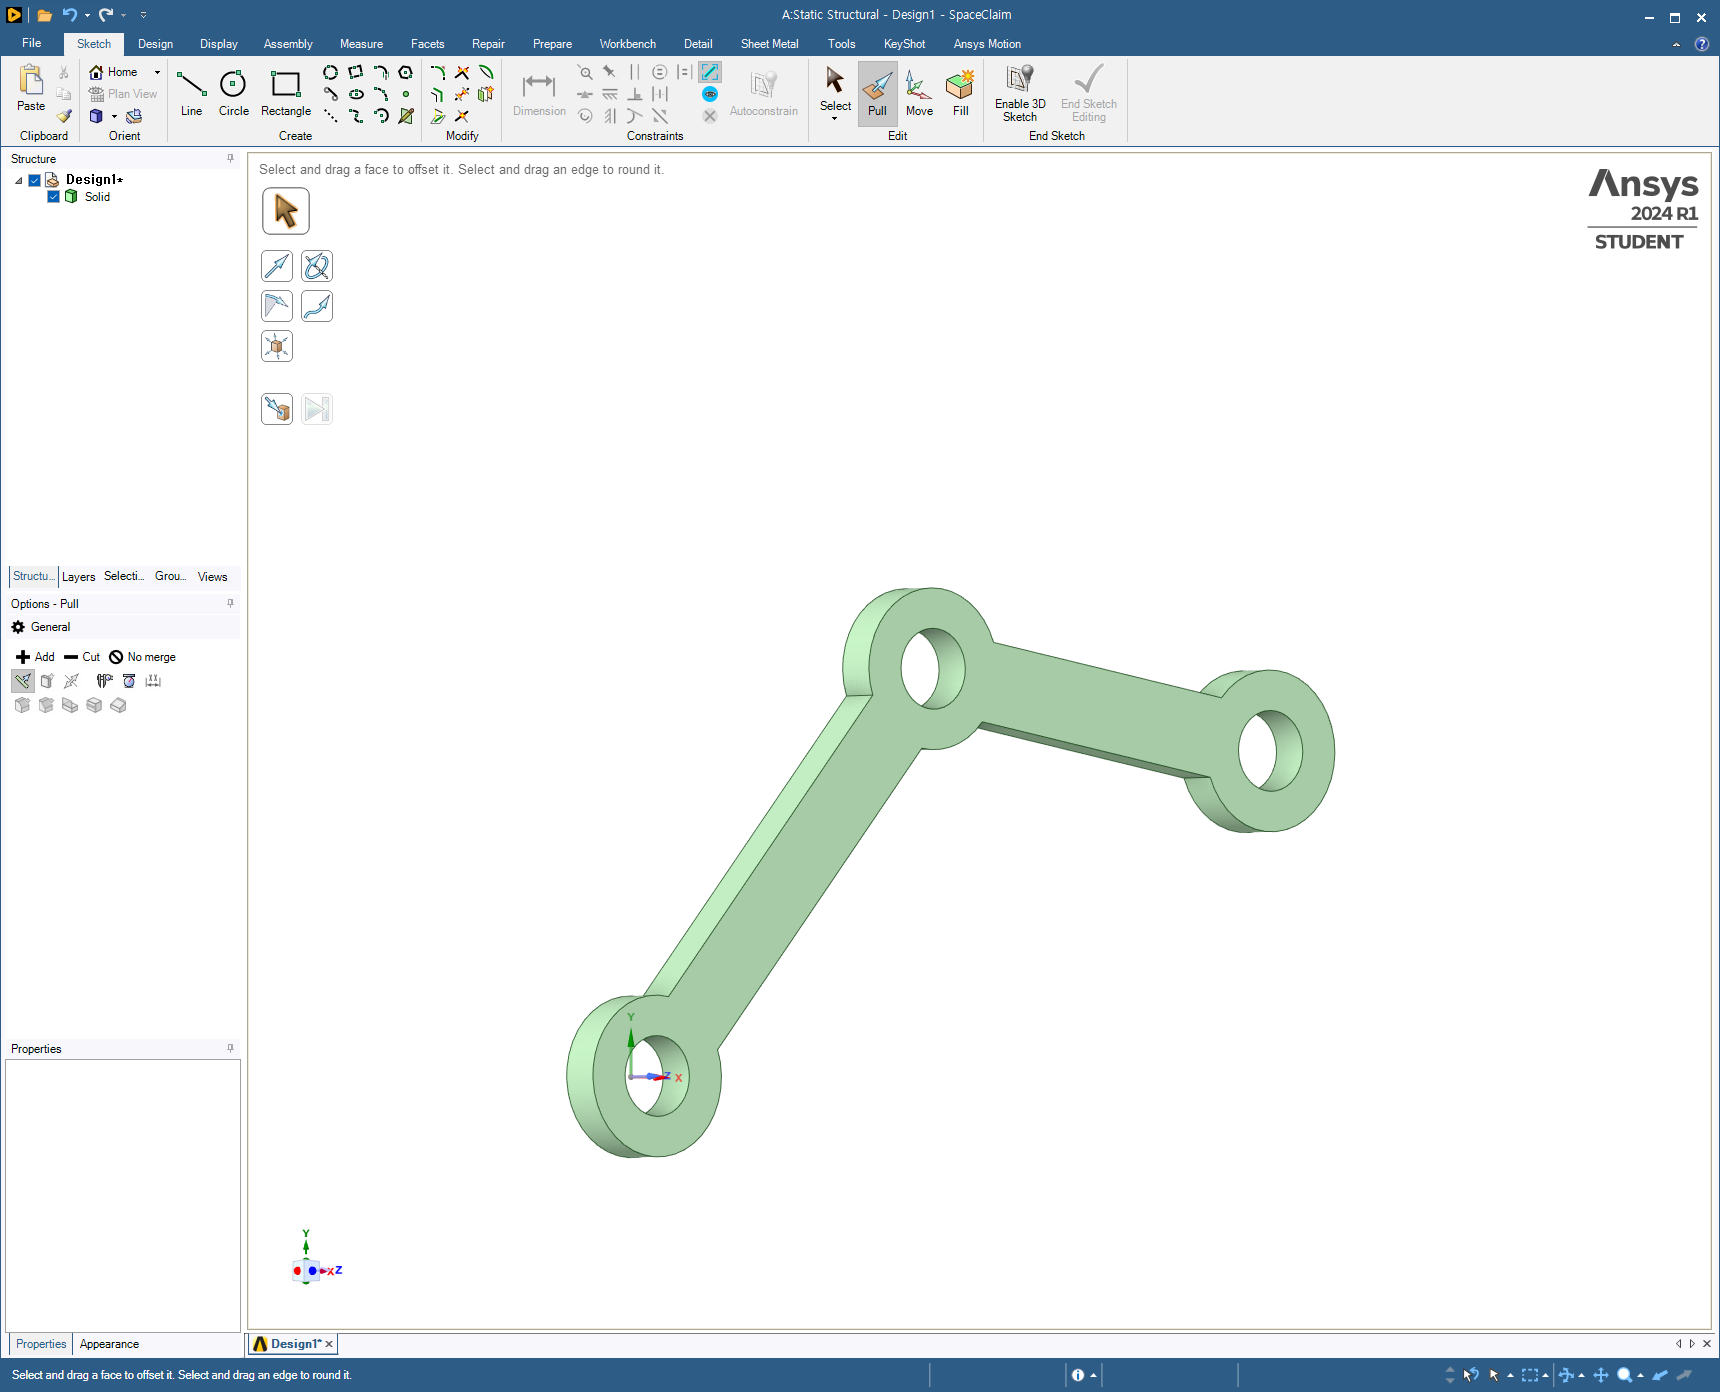 A:Static Structural - Design1 - SpaceClaim
File Sketch Design Display Assembly Measure Facets Repair Prepare Workbench Detail Sheet Metal Tools KeyShot Ansys Motion
Paste
Clipboard
Home
Plan View
Orient
Line Circle Rectangle
Create
Modify
Dimension
Autoconstrain
Constraints
Select Pull Move Fill
Edit
Enable 3D Sketch
End Sketch Editing
End Sketch
Structure
Design1*
Solid
Select and drag a face to offset it. Select and drag an edge to round it.
Ansys
2024 R1
STUDENT
Structu... Layers Selecti... Grou... Views
Options - Pull
General
Add Cut No merge
Y
Z X
Y
X Z
Properties
Properties Appearance
Design1*
Select and drag a face to offset it. Select and drag an edge to round it.